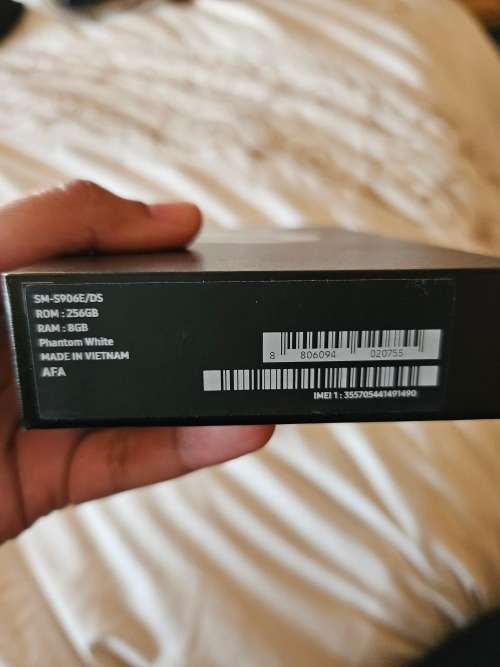 SM-S906E/DS
ROM : 256GB
RAM : 8GB
Phantom White
MADE IN VIETNAM
AFA
8 806094 020755
IMEI 1 : 355705441491490